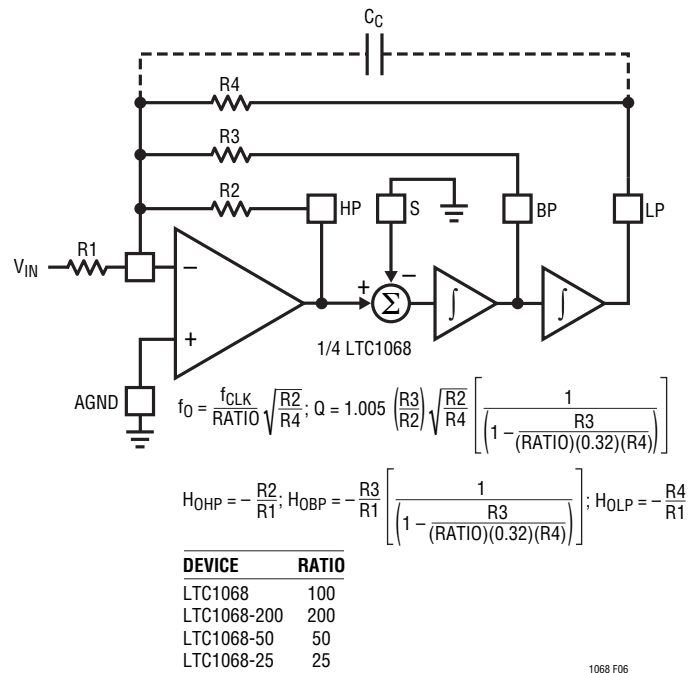 C_C
R4
R3
R2
HP
S
BP
LP
R1
V_IN
−
+
+
−
Σ
∫
∫
1/4 LTC1068
AGND
f_O = f_CLK/RATIO √(R2/R4); Q = 1.005 (R3/R2) √(R2/R4) [1/(1 − R3/((RATIO)(0.32)(R4)))]
H_OHP = − R2/R1; H_OBP = − R3/R1 [1/(1 − R3/((RATIO)(0.32)(R4)))]; H_OLP = − R4/R1
DEVICE RATIO
LTC1068 100
LTC1068-200 200
LTC1068-50 50
LTC1068-25 25
1068 F06